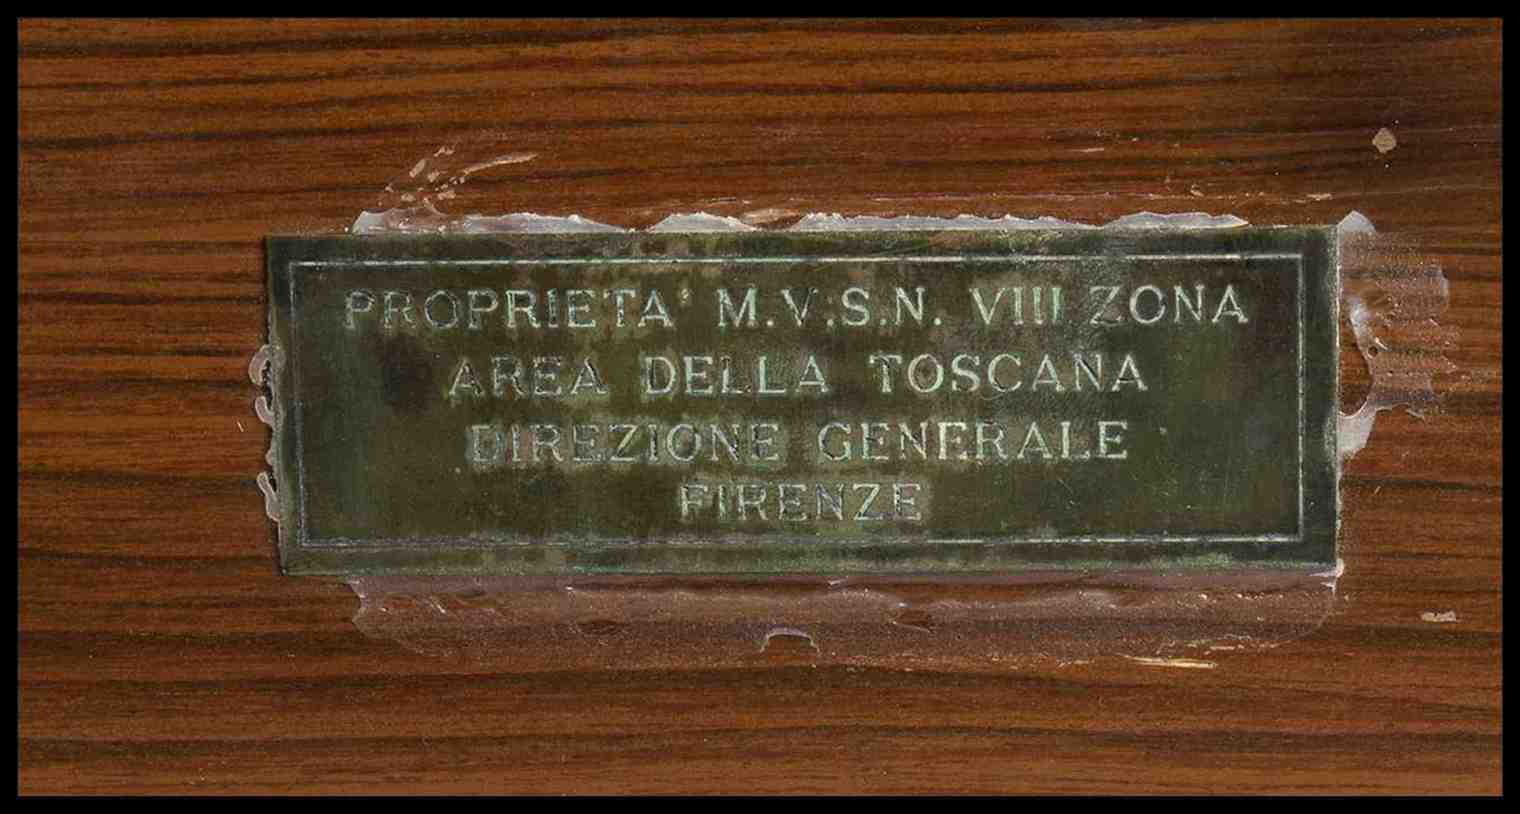 PROPRIETA' M.V.S.N. VIII ZONA
AREA DELLA TOSCANA
DIREZIONE GENERALE
FIRENZE